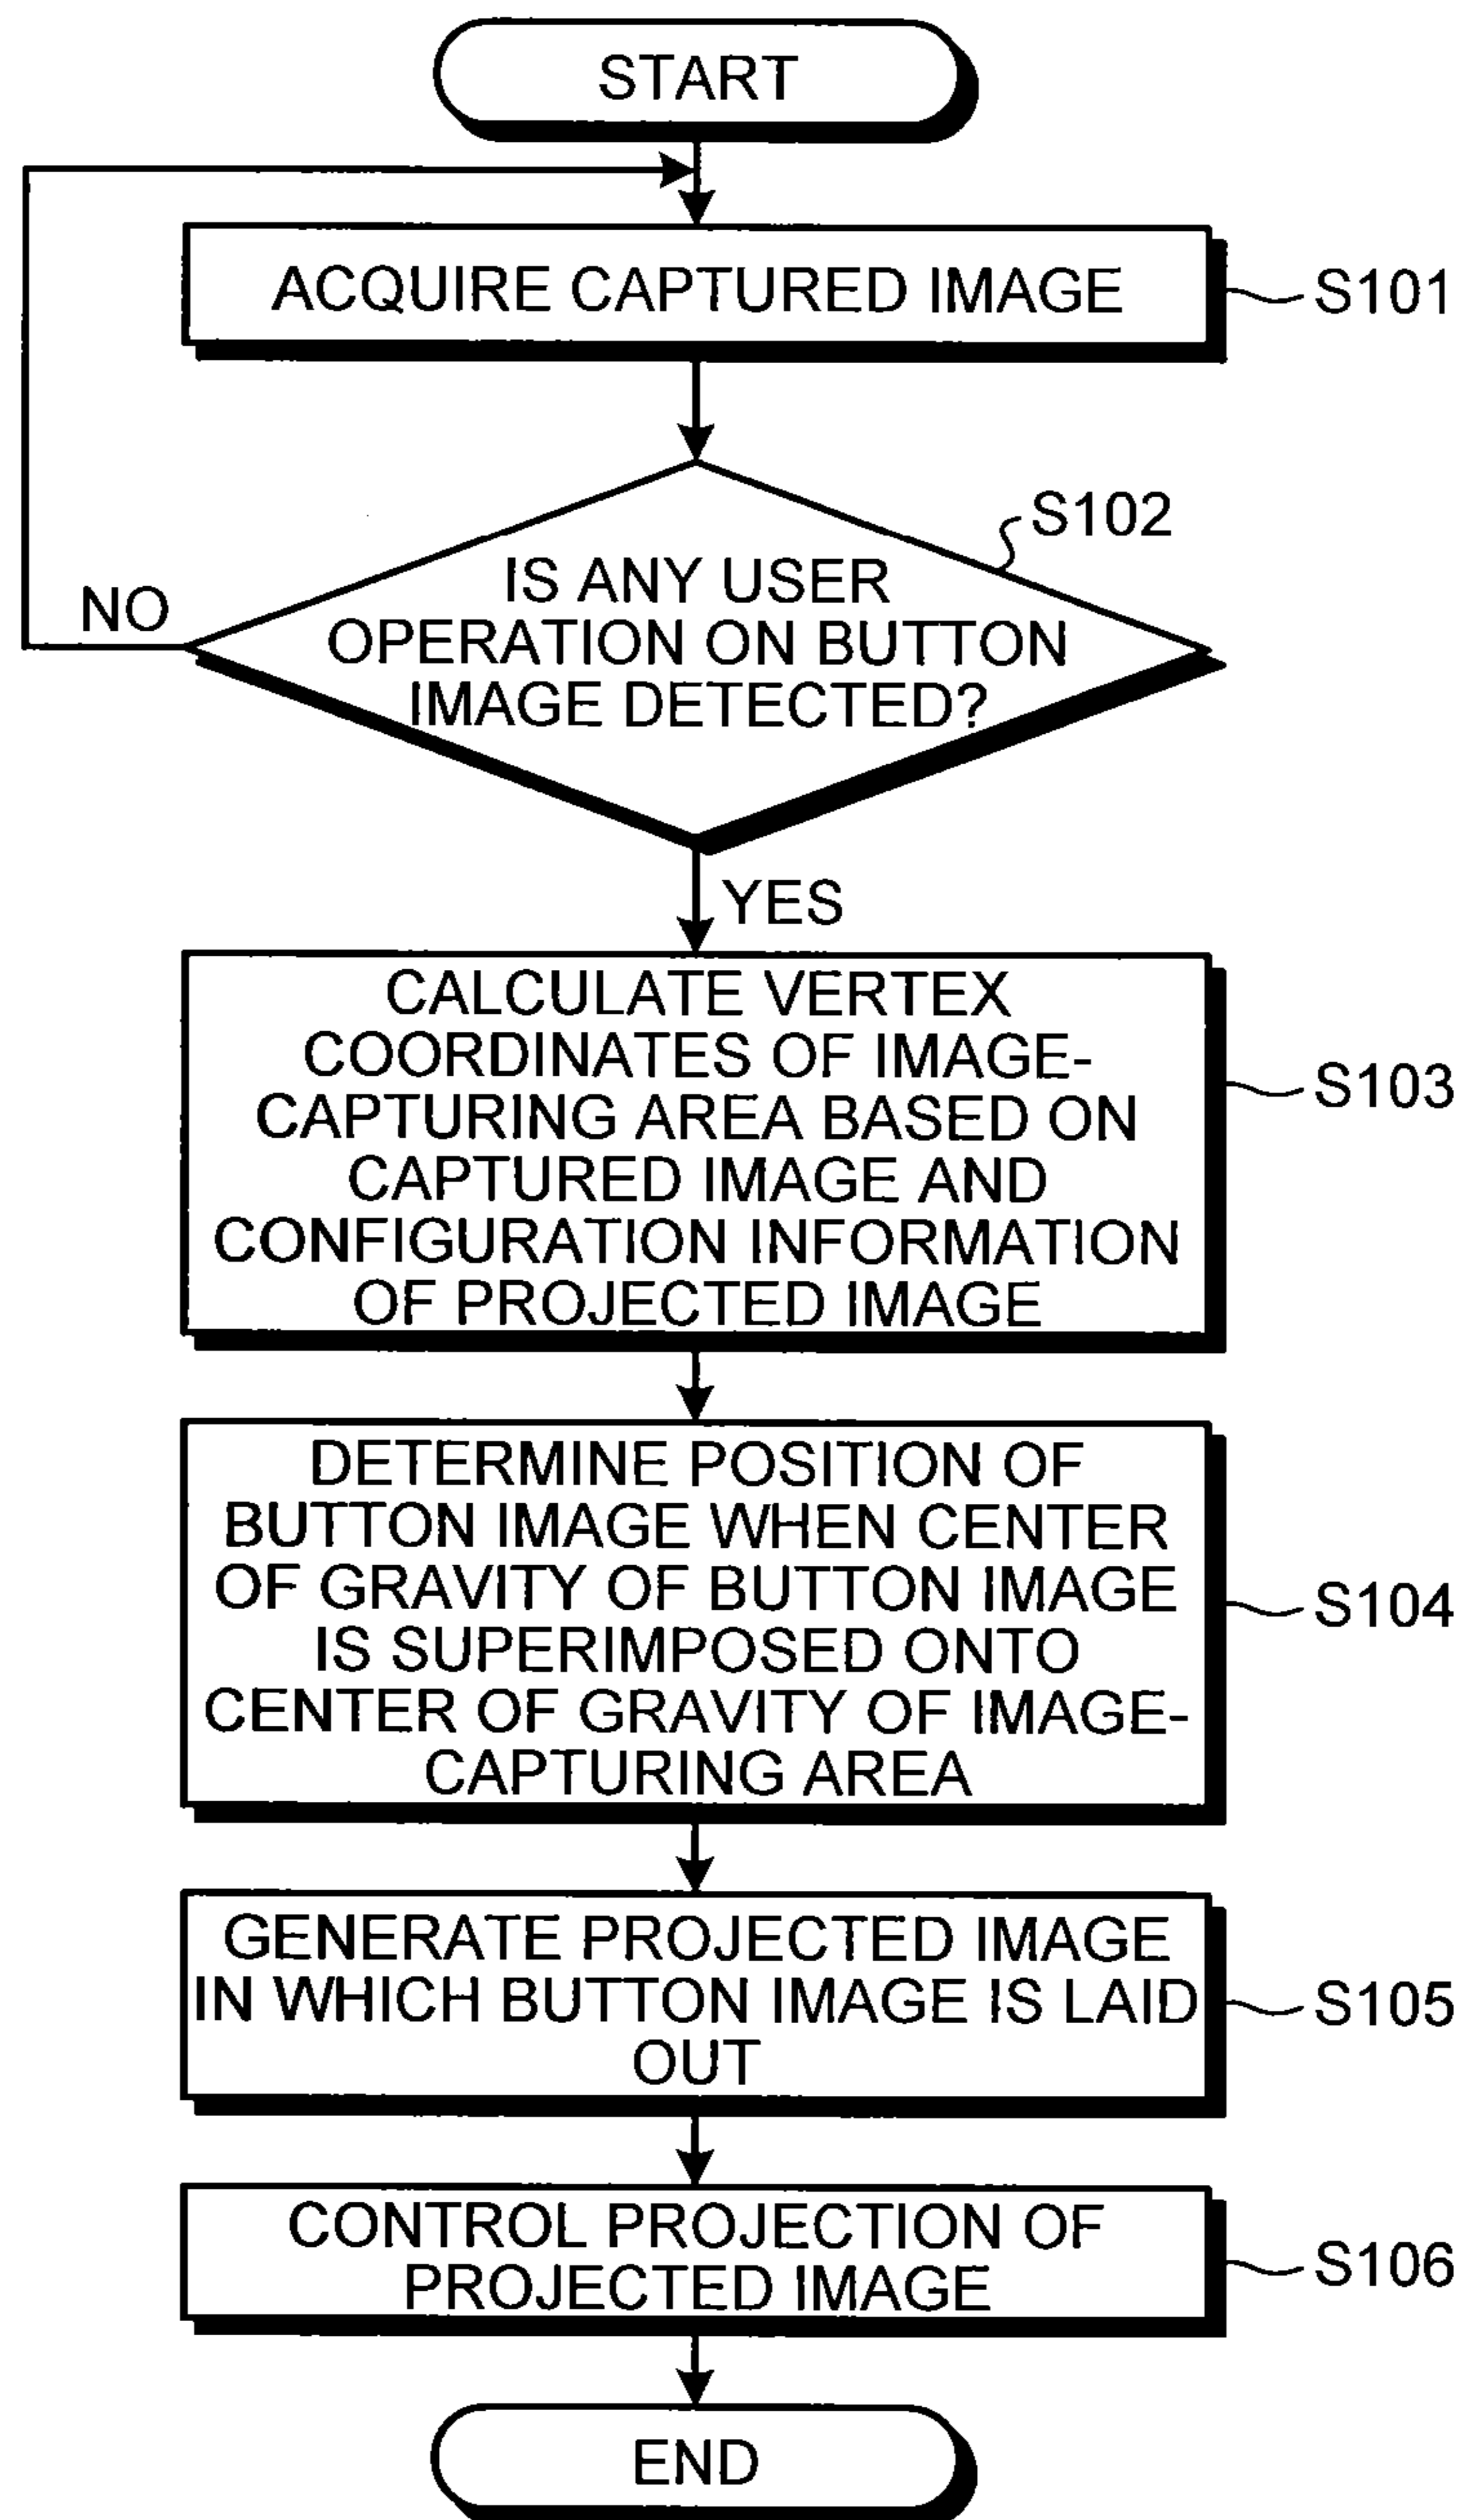 START
ACQUIRE CAPTURED IMAGE
S101
S102
IS ANY USER
OPERATION ON BUTTON
IMAGE DETECTED?
NO
YES
CALCULATE VERTEX
COORDINATES OF IMAGE-
CAPTURING AREA BASED ON
CAPTURED IMAGE AND
CONFIGURATION INFORMATION
OF PROJECTED IMAGE
S103
DETERMINE POSITION OF
BUTTON IMAGE WHEN CENTER
OF GRAVITY OF BUTTON IMAGE
IS SUPERIMPOSED ONTO
CENTER OF GRAVITY OF IMAGE-
CAPTURING AREA
S104
GENERATE PROJECTED IMAGE
IN WHICH BUTTON IMAGE IS LAID
OUT
S105
CONTROL PROJECTION OF
PROJECTED IMAGE
S106
END